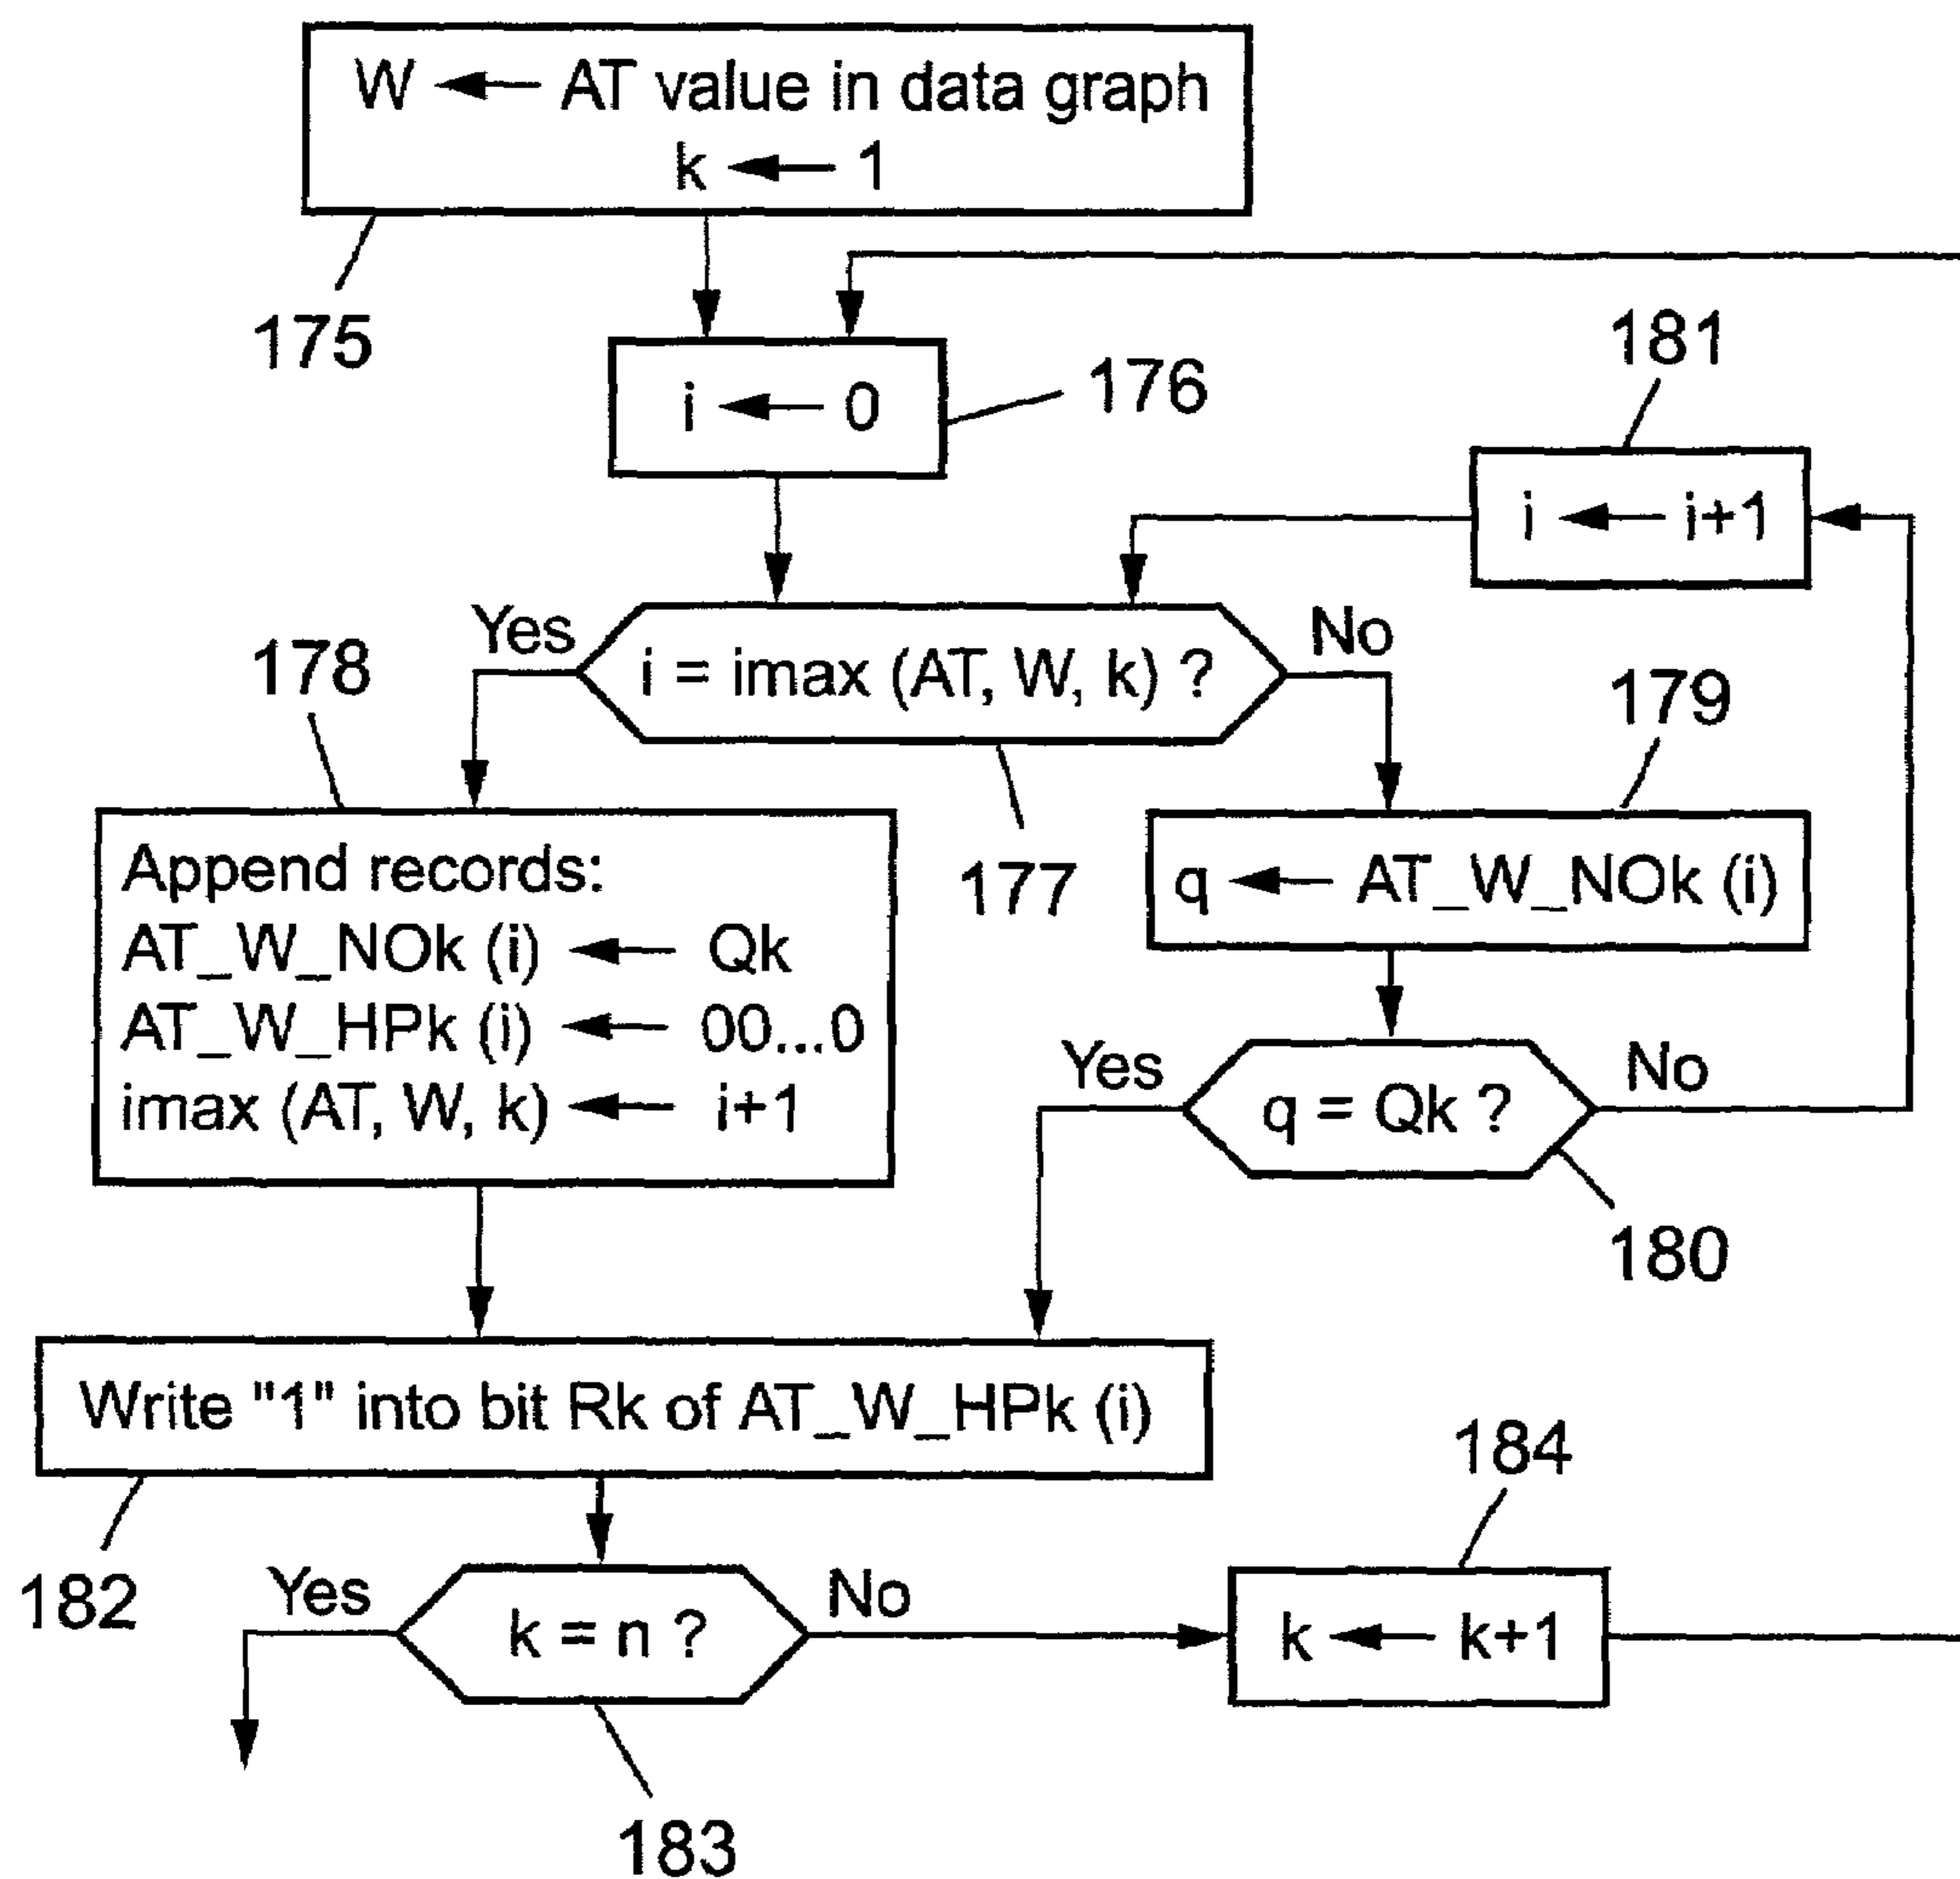 W ← AT value in data graph
k ← 1
175
i ← 0
176
181
i ← i+1
Yes
i = imax (AT, W, k) ?
No
178
177
179
Append records:
AT_W_NOk (i) ← Qk
AT_W_HPk (i) ← 00...0
imax (AT, W, k) ← i+1
q ← AT_W_NOk (i)
Yes
q = Qk ?
No
180
Write "1" into bit Rk of AT_W_HPk (i)
182
Yes
k = n ?
No
184
k ← k+1
183